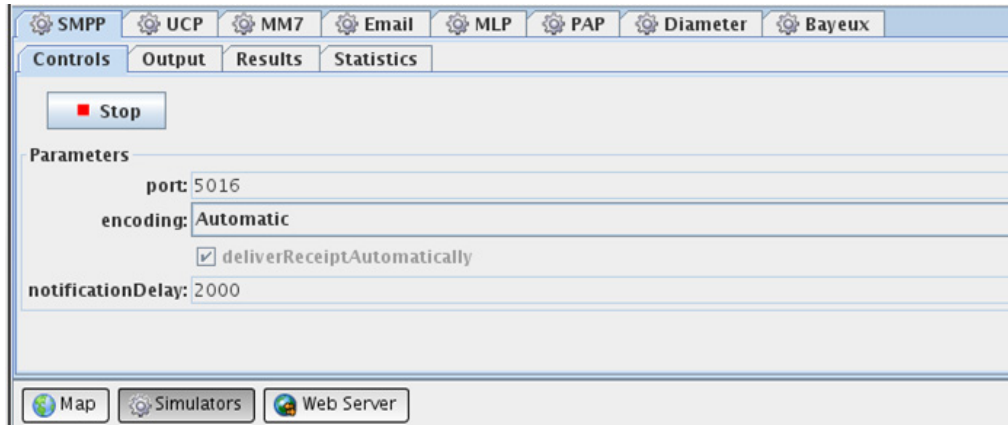 SMPP UCP MM7 Email MLP PAP Diameter Bayeux
Controls Output Results Statistics
Stop
Parameters
port: 5016
encoding: Automatic
deliverReceiptAutomatically
notificationDelay: 2000
Map Simulators Web Server